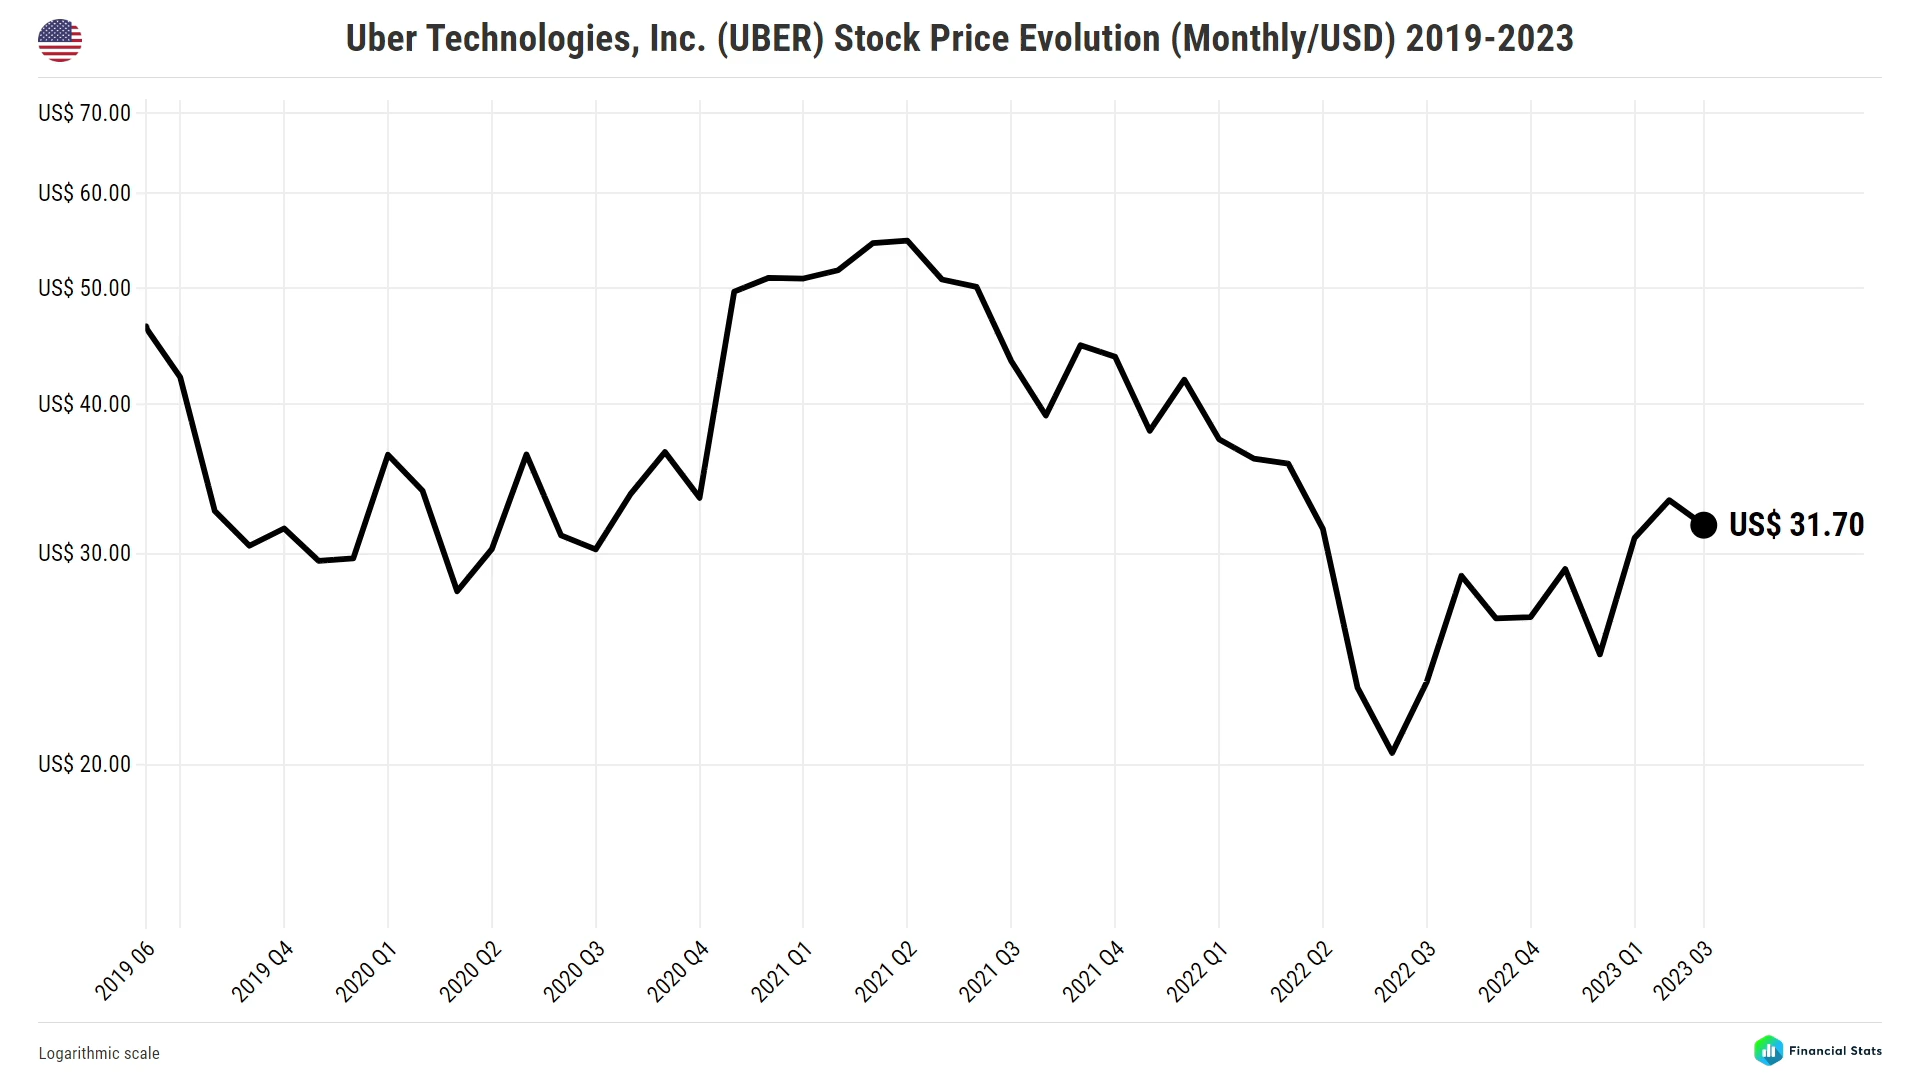 Uber Technologies, Inc. (UBER) Stock Price Evolution (Monthly/USD) 2019-2023
US$ 70.00
US$ 60.00
US$ 50.00
US$ 40.00
US$ 30.00
US$ 20.00
US$ 31.70
2019 06
2019 Q4
2020 Q1
2020 Q2
2020 Q3
2020 Q4
2021 Q1
2021 Q2
2021 Q3
2021 Q4
2022 Q1
2022 Q2
2022 Q3
2022 Q4
2023 Q1
2023 03
Logarithmic scale
Financial Stats